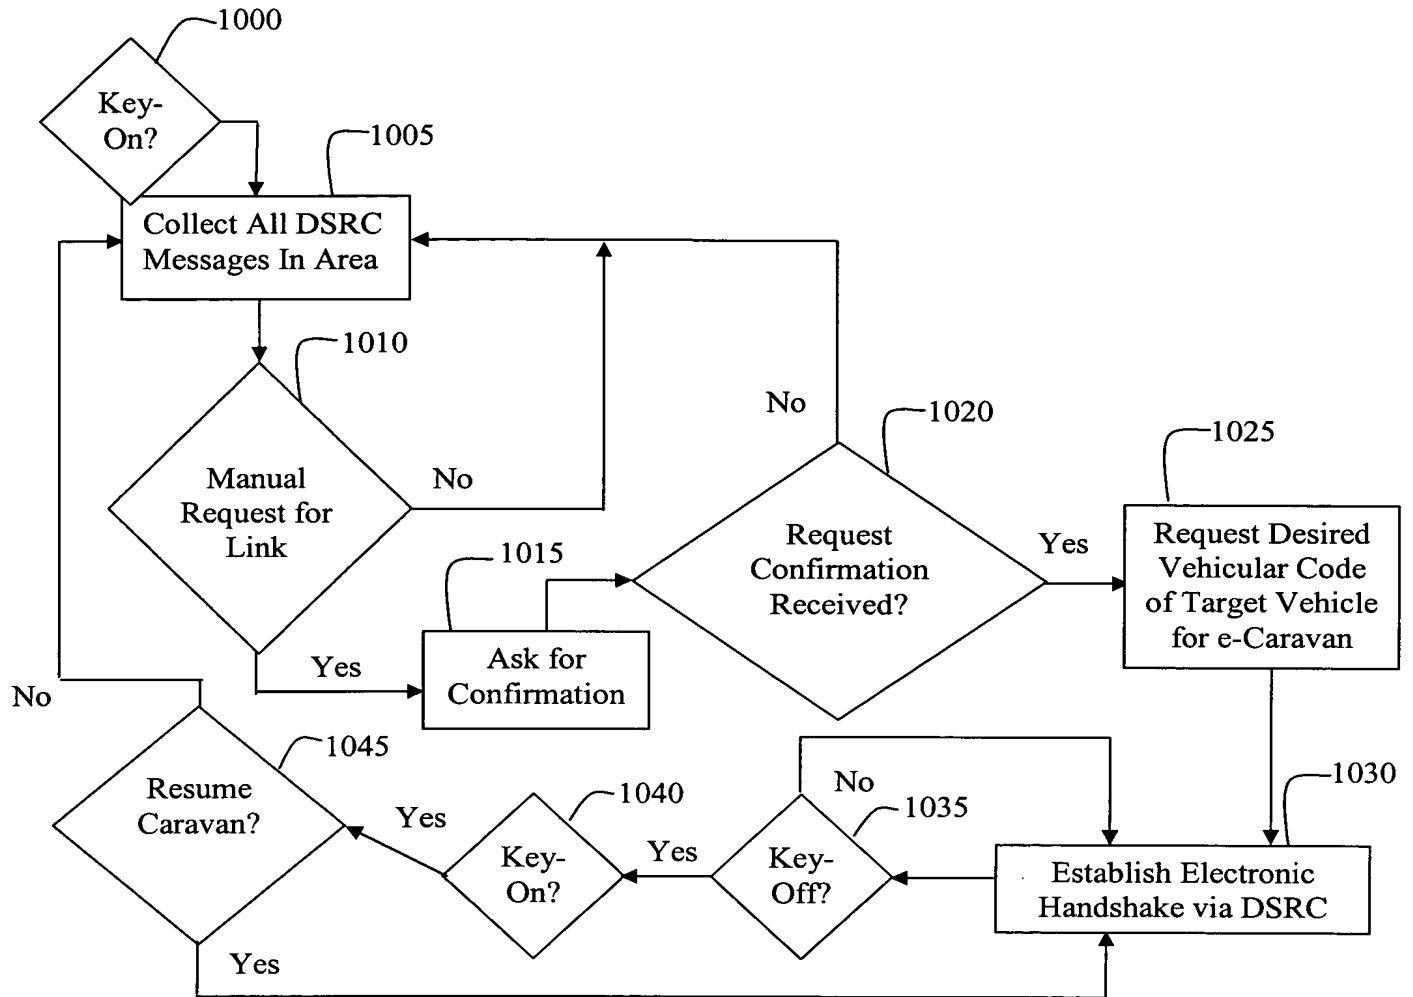 1000
Key-
On?
1005
Collect All DSRC
Messages In Area
1010
Manual
Request for
Link
No
Yes
1015
Ask for
Confirmation
No
1020
Request
Confirmation
Received?
Yes
1025
Request Desired
Vehicular Code
of Target Vehicle
for e-Caravan
1030
Establish Electronic
Handshake via DSRC
No
1035
Key-
Off?
Yes
1040
Key-
On?
Yes
1045
Resume
Caravan?
No
Yes